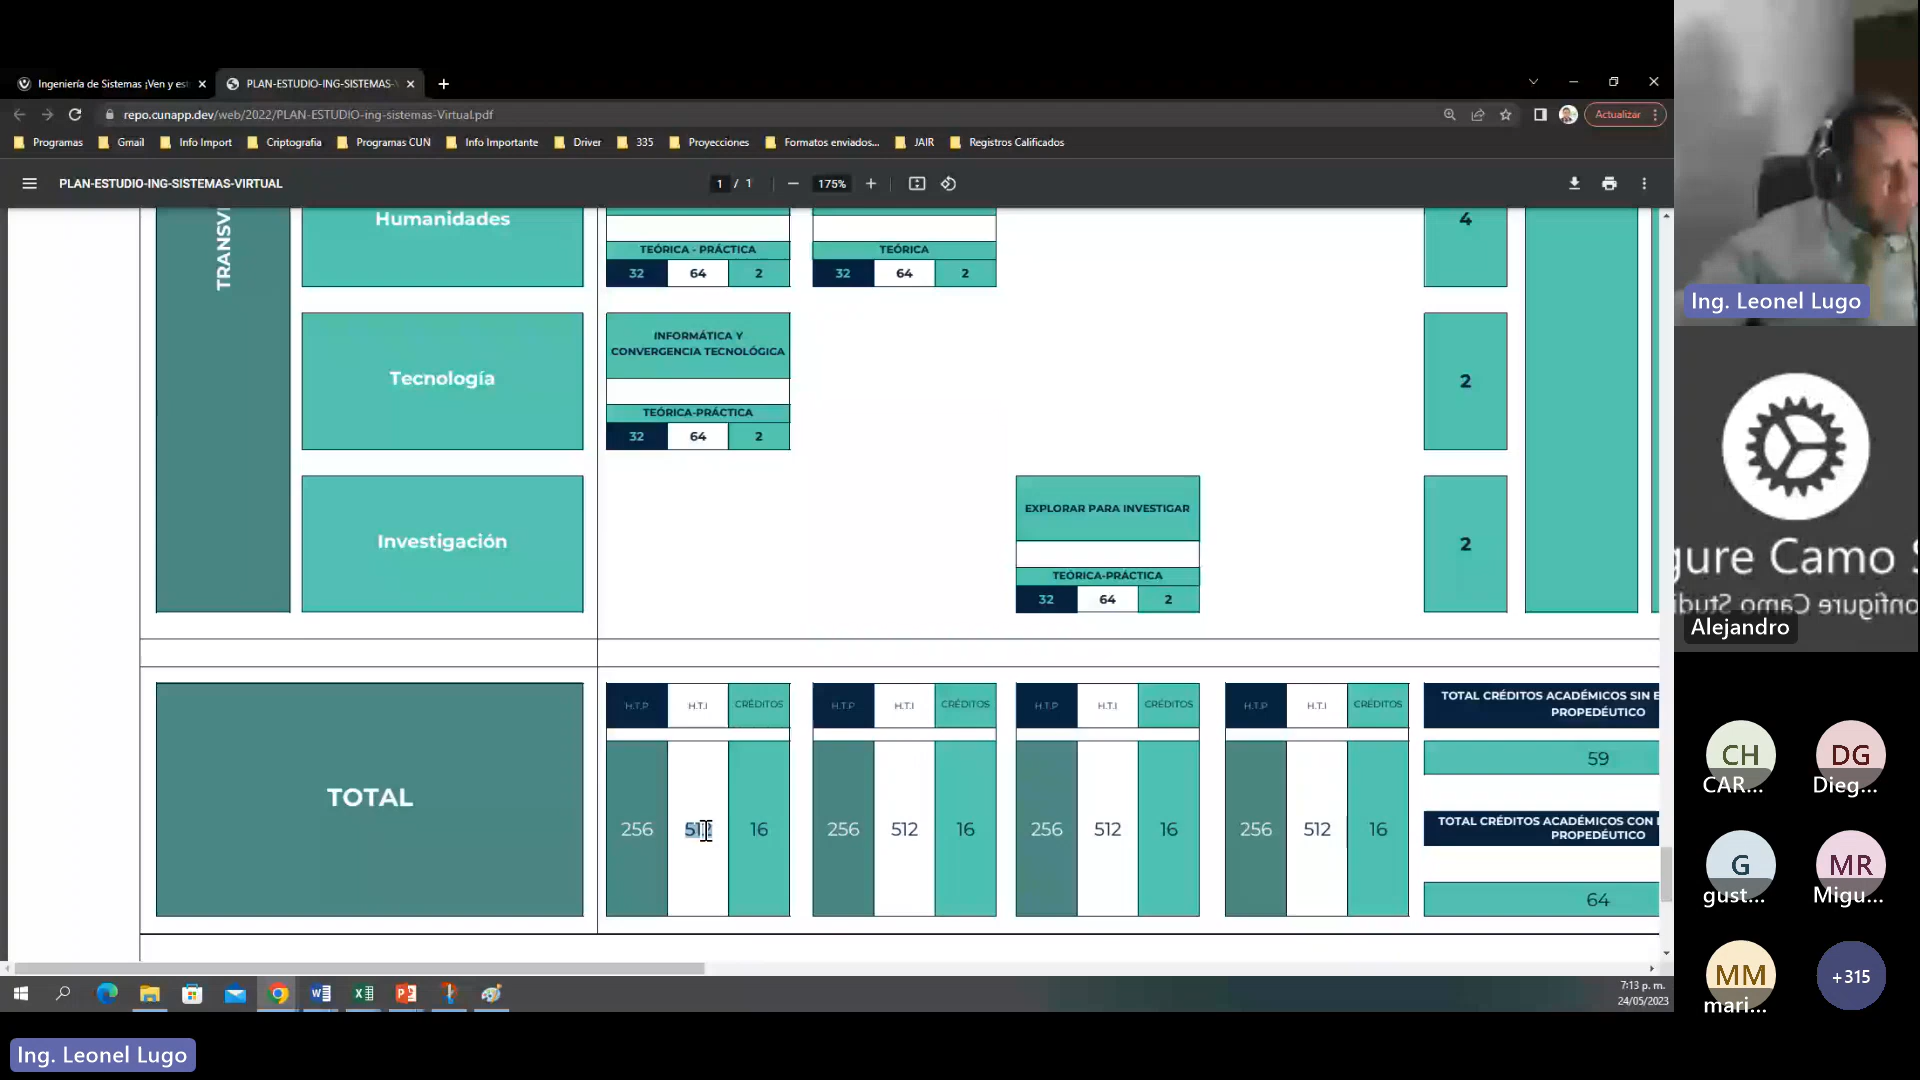 Ingeniería de Sistemas ¡Ven y es
PLAN-ESTUDIO-ING-SISTEMAS-
repo.cunapp.dev/web/2022/PLAN-ESTUDIO-ing-sistemas-Virtual.pdf
Actualizar
Programas
Gmail
Info Import
Criptografia
Programas CUN
Info Importante
Driver
335
Proyecciones
Formatos enviados...
JAIR
Registros Calificados
PLAN-ESTUDIO-ING-SISTEMAS-VIRTUAL
1 / 1
175%
TRANSV
Humanidades
TEÓRICA - PRÁCTICA
32 64 2
TEÓRICA
32 64 2
4
Tecnología
INFORMÁTICA Y
CONVERGENCIA TECNOLÓGICA
TEÓRICA-PRÁCTICA
32 64 2
2
Investigación
EXPLORAR PARA INVESTIGAR
TEÓRICA-PRÁCTICA
32 64 2
2
TOTAL
H.T.P H.T.I CRÉDITOS
256 512 16
H.T.P H.T.I CRÉDITOS
256 512 16
H.T.P H.T.I CRÉDITOS
256 512 16
H.T.P H.T.I CRÉDITOS
256 512 16
TOTAL CRÉDITOS ACADÉMICOS SIN E
PROPEDÉUTICO
59
TOTAL CRÉDITOS ACADÉMICOS CON
PROPEDÉUTICO
64
7:13 p. m.
24/05/2023
Ing. Leonel Lugo
Ing. Leonel Lugo
gure Camo S
onfigure Camo Studi
Alejandro
CH
CAR...
DG
Dieg...
G
gust...
MR
Migu...
MM
mari...
+315